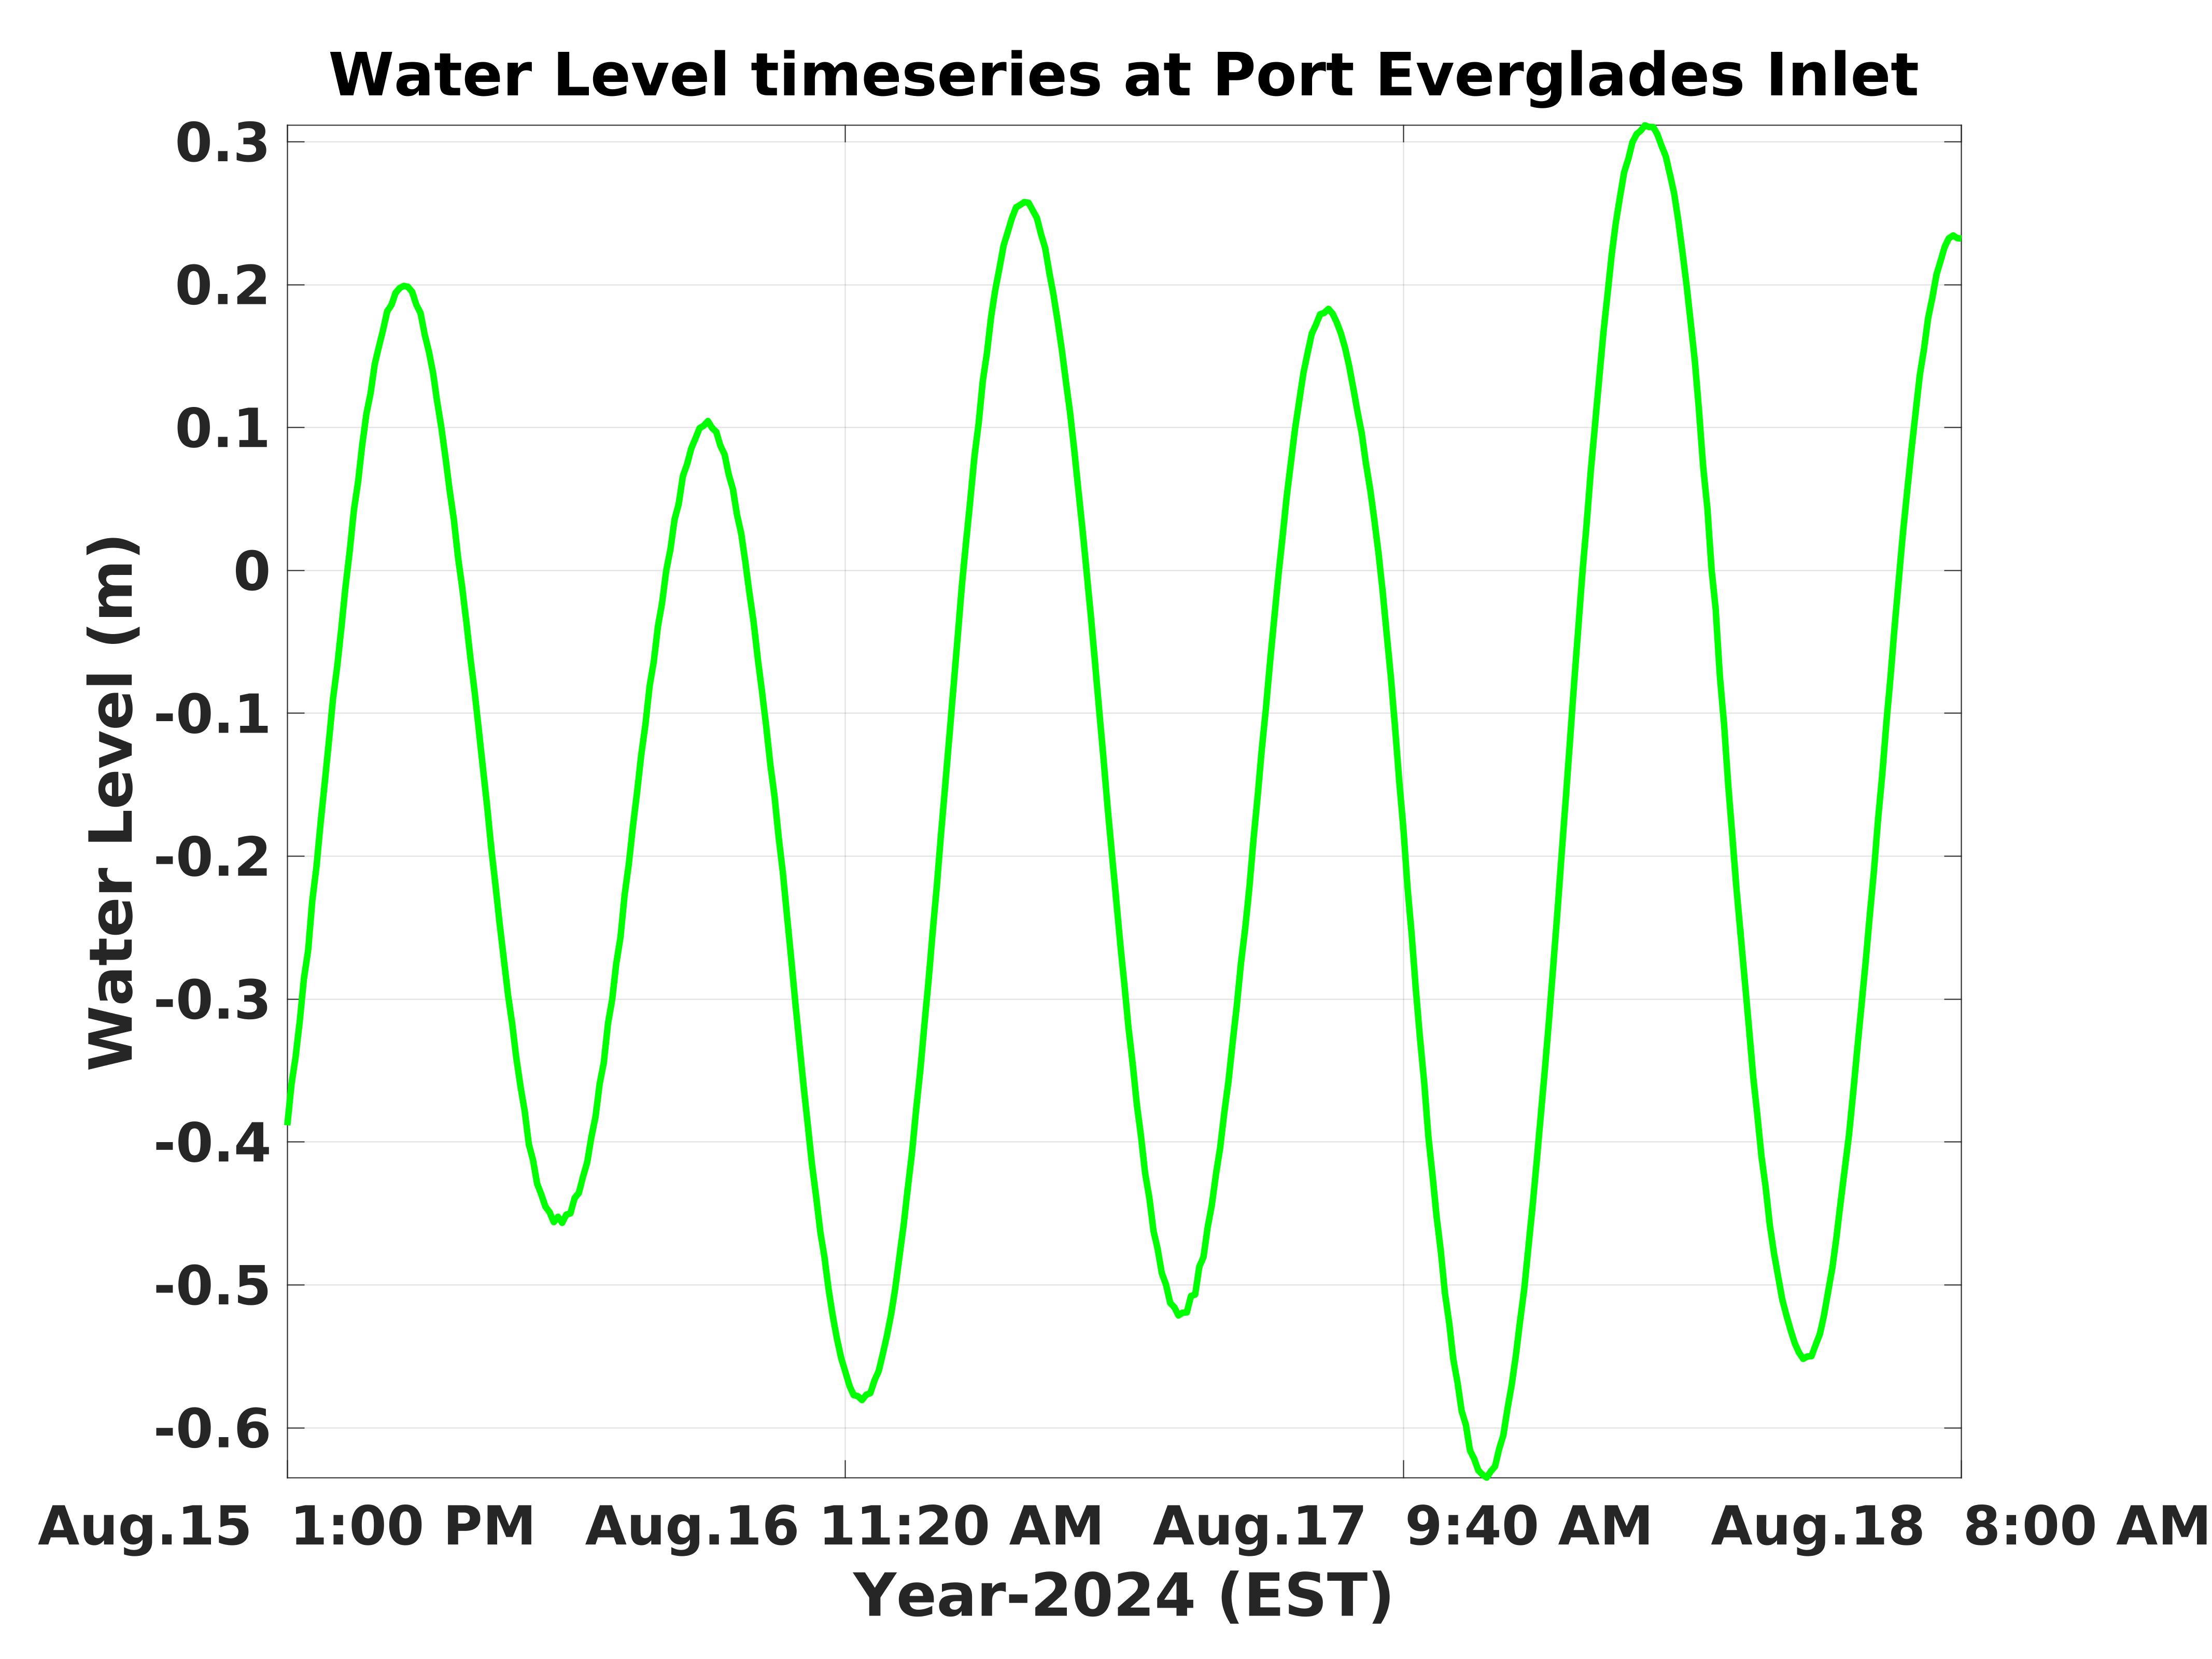 Water Level timeseries at Port Everglades Inlet
0.3
0.2
0.1
0
-0.1
-0.2
-0.3
-0.4
-0.5
-0.6
Water Level (m)
Aug.15 1:00 PM Aug.16 11:20 AM Aug.17 9:40 AM Aug.18 8:00 AM
Year-2024 (EST)